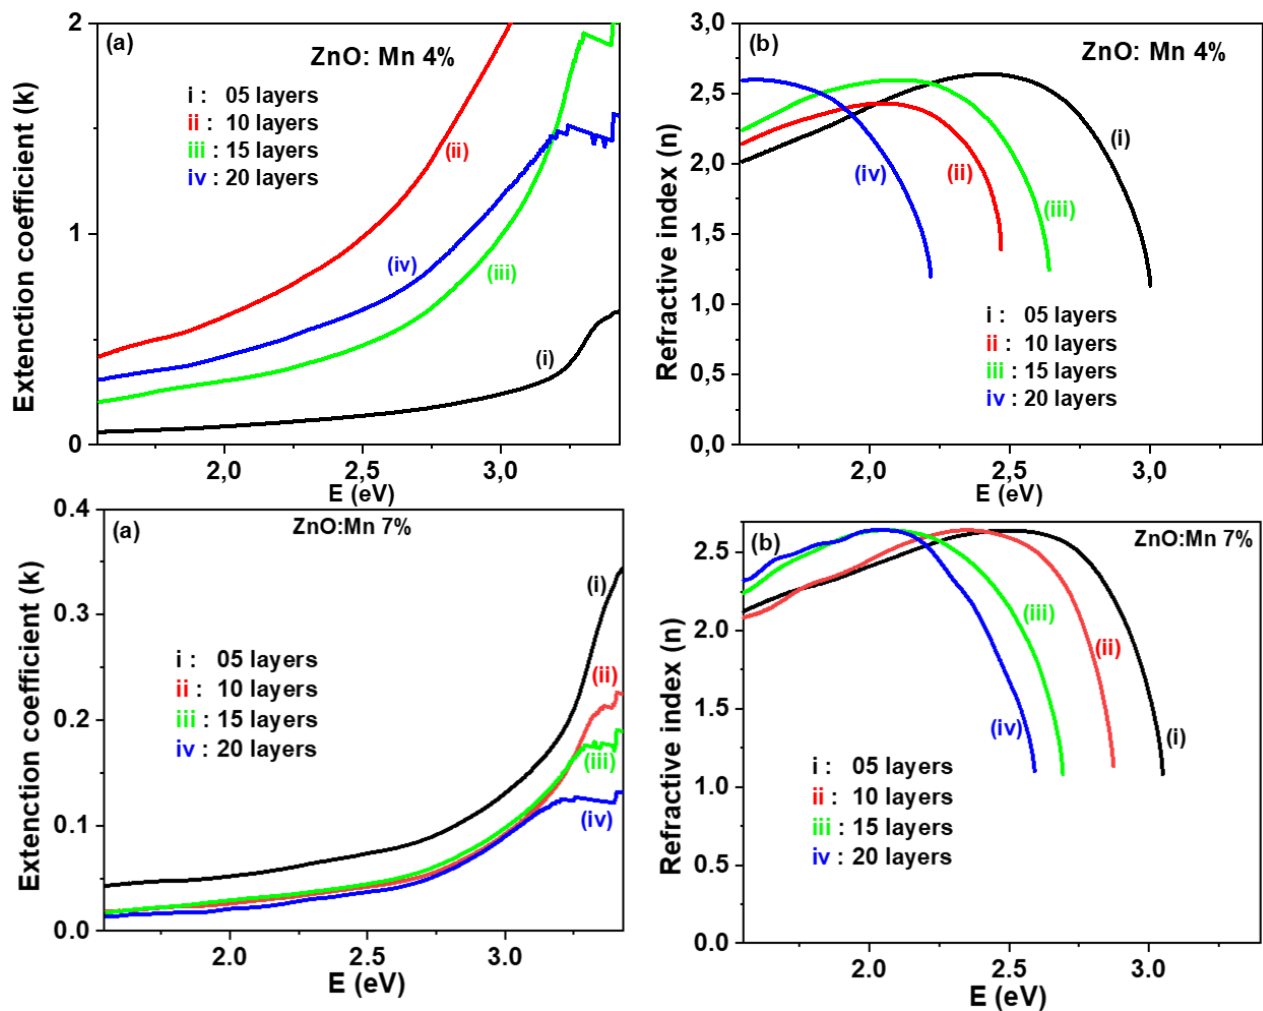 (a)
ZnO: Mn 4%
i : 05 layers
ii : 10 layers
iii : 15 layers
iv : 20 layers
(ii)
(iv)
(iii)
(i)
2
1
0
2,0
2,5
3,0
E (eV)
Extenction coefficient (k)
(b)
ZnO: Mn 4%
(i)
(iv)
(ii)
(iii)
i : 05 layers
ii : 10 layers
iii : 15 layers
iv : 20 layers
3,0
2,5
2,0
1,5
1,0
0,5
0,0
2,0
2,5
3,0
E (eV)
Refractive index (n)
(a)
ZnO:Mn 7%
(i)
i : 05 layers
ii : 10 layers
iii : 15 layers
iv : 20 layers
(ii)
(iii)
(iv)
0.4
0.3
0.2
0.1
0.0
2.0
2.5
3.0
E (eV)
Extenction coefficient (k)
(b)
ZnO:Mn 7%
(iii)
(ii)
(iv)
(i)
i : 05 layers
ii : 10 layers
iii : 15 layers
iv : 20 layers
2.5
2.0
1.5
1.0
0.5
0.0
2.0
2.5
3.0
E (eV)
Refractive index (n)